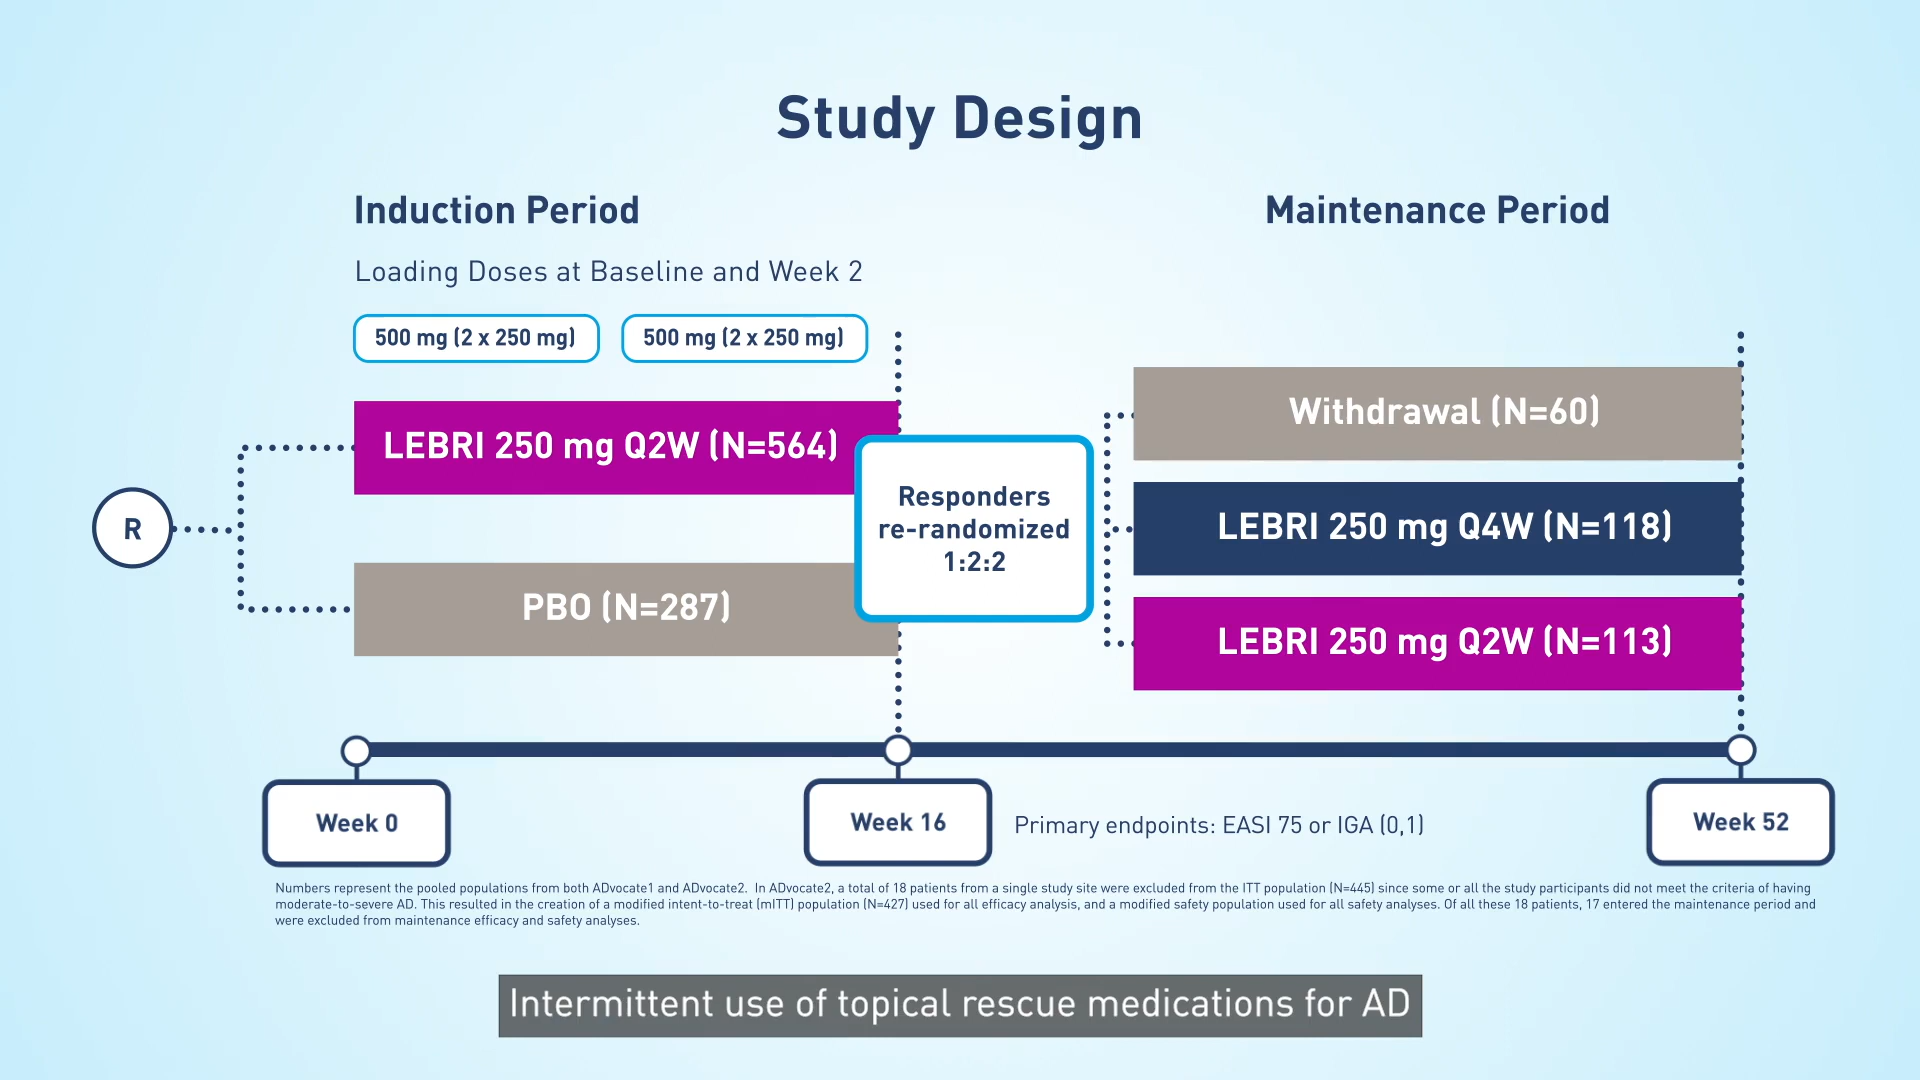 Study Design
Induction Period
Maintenance Period
Loading Doses at Baseline and Week 2
500 mg (2 x 250 mg)
500 mg (2 x 250 mg)
R
LEBRI 250 mg Q2W (N=564)
PBO (N=287)
Responders
re-randomized
1:2:2
Withdrawal (N=60)
LEBRI 250 mg Q4W (N=118)
LEBRI 250 mg Q2W (N=113)
Week 0
Week 16
Primary endpoints: EASI 75 or IGA (0,1)
Week 52
Numbers represent the pooled populations from both ADvocate1 and ADvocate2. In ADvocate2, a total of 18 patients from a single study site were excluded from the ITT population (N=445) since some or all the study participants did not meet the criteria of having
moderate-to-severe AD. This resulted in the creation of a modified intent-to-treat (mITT) population (N=427) used for all efficacy analysis, and a modified safety population used for all safety analyses. Of all these 18 patients, 17 entered the maintenance period and
were excluded from maintenance efficacy and safety analyses.
Intermittent use of topical rescue medications for AD